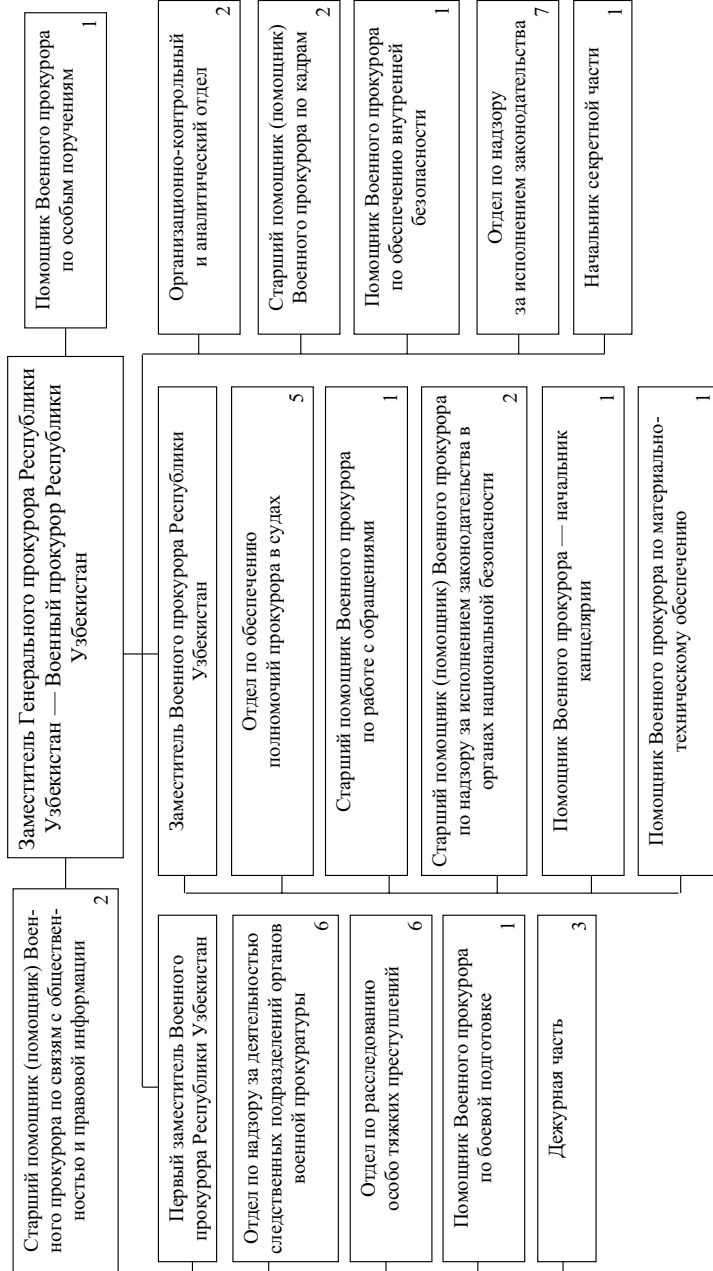 Старший (помощник) Воен-
ного прокурора по связям с обществен-
ностью и правовой информации
2
Заместитель Генерального прокурора Республики
Узбекистан — Военный прокурор Республики
Узбекистан
Помощник Военного прокурора
по особым поручениям
1
Первый заместитель Военного
прокурора Республики Узбекистан
Отдел по надзору за деятельностью
следственных подразделений органов
военной прокуратуры
6
Отдел по расследованию
особо тяжких преступлений
6
Помощник Военного прокурора
по боевой подготовке
1
Дежурная часть
3
Заместитель Военного прокурора Республики
Узбекистан
Отдел по обеспечению
полномочий прокурора в судах
5
Старший помощник Военного прокурора
по работе с обращениями
1
Старший (помощник) Военного прокурора
по надзору за исполнением законодательства в
органах национальной безопасности
2
Помощник Военного прокурора — начальник
канцелярии
1
Помощник Военного прокурора по материально-
техническому обеспечению
1
Организационно-контрольный
и аналитический отдел
2
Старший (помощник)
Военного прокурора по кадрам
2
Помощник Военного прокурора
по обеспечению внутренней
безопасности
1
Отдел по надзору
за исполнением законодательства
7
Начальник секретной части
1